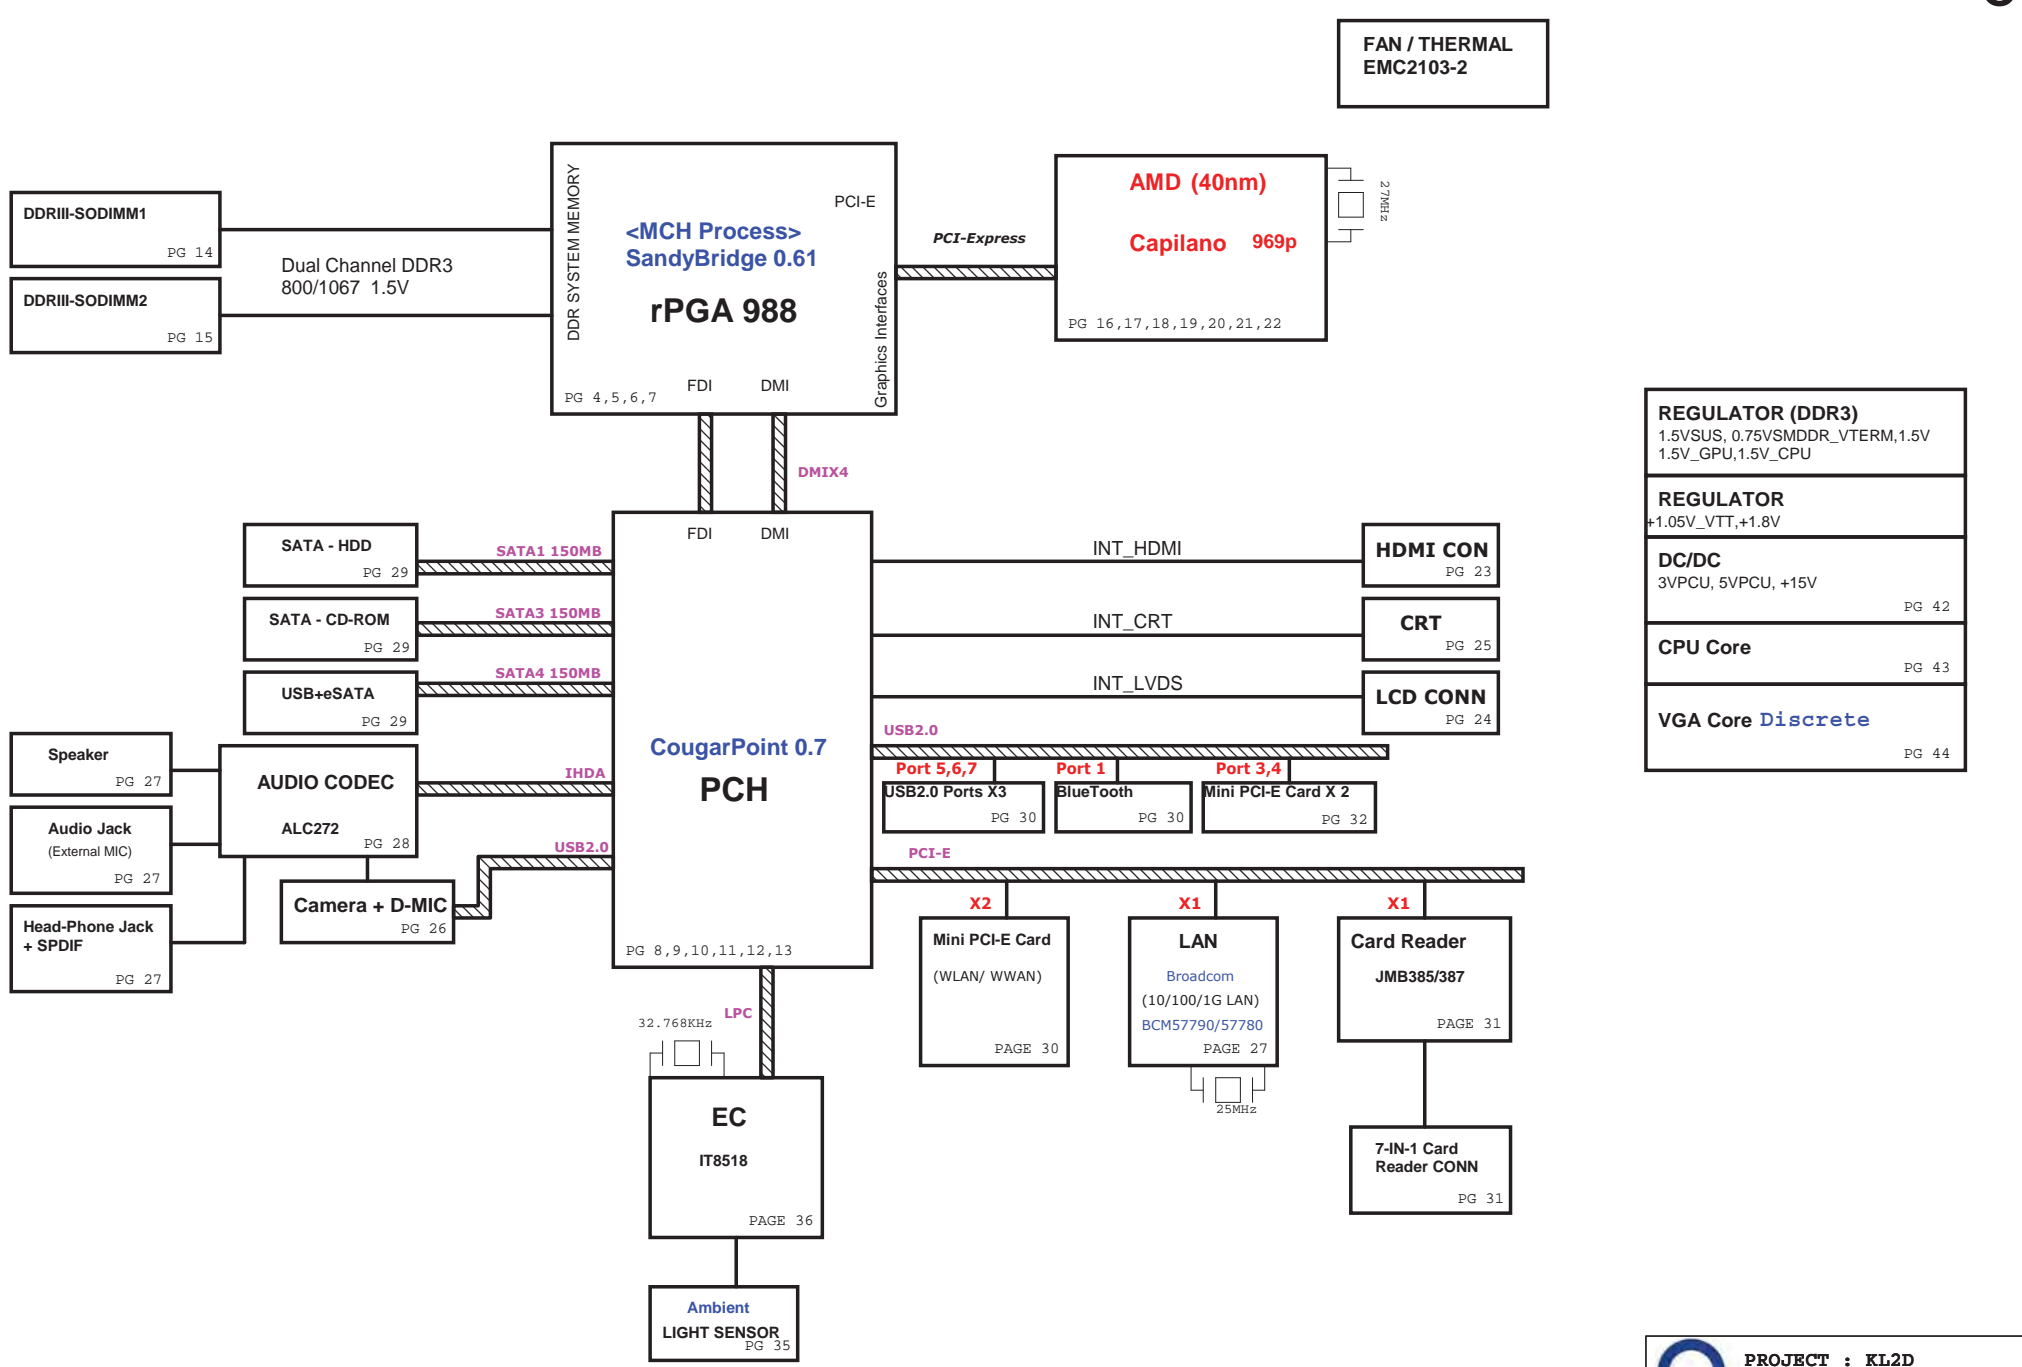 FAN / THERMAL
EMC2103-2
DDRIII-SODIMM1
PG 14
DDRIII-SODIMM2
PG 15
Dual Channel DDR3
800/1067 1.5V
DDR SYSTEM MEMORY
PCI-E
<MCH Process>
SandyBridge 0.61
rPGA 988
Graphics Interfaces
FDI
DMI
PG 4,5,6,7
PCI-Express
AMD (40nm)
Capilano 969p
PG 16,17,18,19,20,21,22
27MHz
DMIX4
REGULATOR (DDR3)
1.5VSUS, 0.75VSMDDR_VTERM,1.5V
1.5V_GPU,1.5V_CPU
REGULATOR
+1.05V_VTT,+1.8V
DC/DC
3VPCU, 5VPCU, +15V
PG 42
CPU Core
PG 43
VGA Core Discrete
PG 44
SATA - HDD
PG 29
SATA1 150MB
SATA - CD-ROM
PG 29
SATA3 150MB
USB+eSATA
PG 29
SATA4 150MB
FDI
DMI
CougarPoint 0.7
PCH
PG 8,9,10,11,12,13
INT_HDMI
HDMI CON
PG 23
INT_CRT
CRT
PG 25
INT_LVDS
LCD CONN
PG 24
Speaker
PG 27
Audio Jack
(External MIC)
PG 27
Head-Phone Jack
+ SPDIF
PG 27
AUDIO CODEC
ALC272
PG 28
IHDA
USB2.0
Camera + D-MIC
PG 26
USB2.0
Port 5,6,7
USB2.0 Ports X3
PG 30
Port 1
BlueTooth
PG 30
Port 3,4
Mini PCI-E Card X 2
PG 32
PCI-E
X2
Mini PCI-E Card
(WLAN/ WWAN)
PAGE 30
X1
LAN
Broadcom
(10/100/1G LAN)
BCM57790/57780
PAGE 27
25MHz
X1
Card Reader
JMB385/387
PAGE 31
7-IN-1 Card
Reader CONN
PG 31
LPC
32.768KHz
EC
IT8518
PAGE 36
Ambient
LIGHT SENSOR
PG 35
PROJECT : KL2D